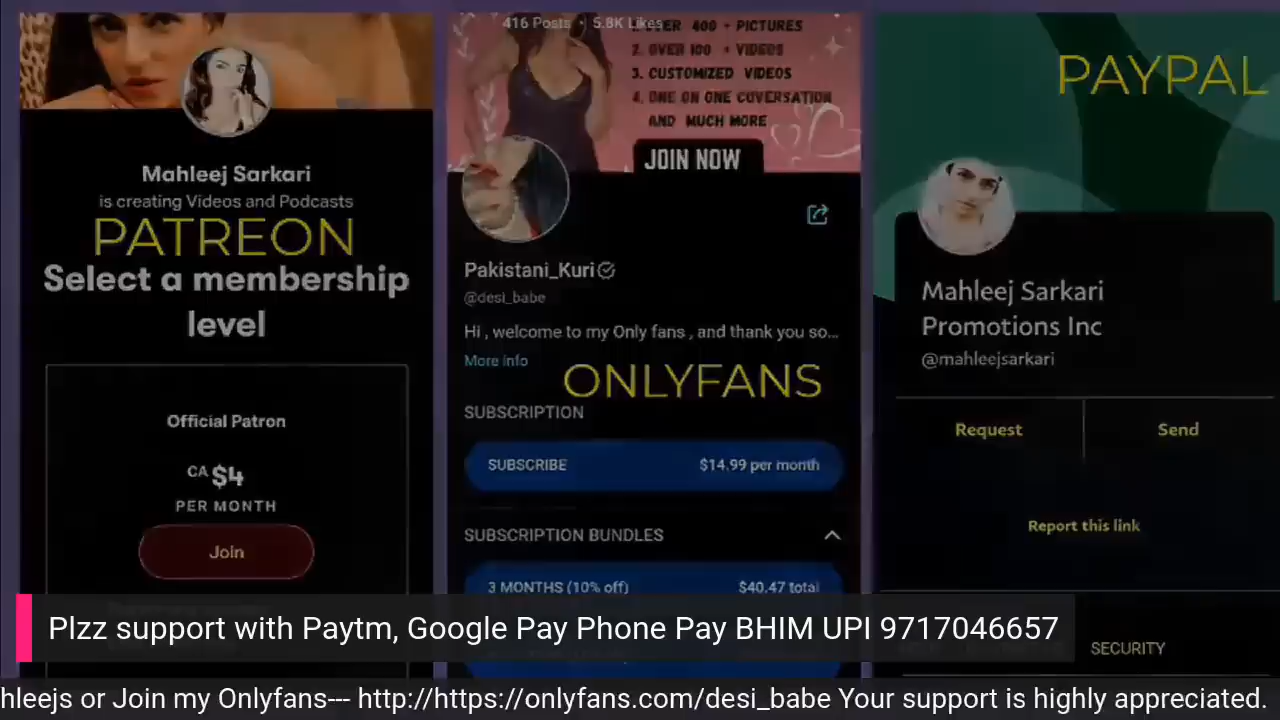 Mahleej Sarkari
is creating Videos and Podcasts
PATREON
Select a membership
level
Official Patron
CA $4
PER MONTH
Join
416 Posts • 5.8K Likes
1. OVER 400 + PICTURES
2. OVER 100 + VIDEOS
3. CUSTOMIZED VIDEOS
4. ONE ON ONE COVERSATION
AND MUCH MORE
JOIN NOW
Pakistani_Kuri
@desi_babe
Hi , welcome to my Only fans , and thank you so...
More info
ONLYFANS
SUBSCRIPTION
SUBSCRIBE $14.99 per month
SUBSCRIPTION BUNDLES
3 MONTHS (10% off) $40.47 total
PAYPAL
Mahleej Sarkari
Promotions Inc
@mahleejsarkari
Request Send
Report this link
SECURITY
Plzz support with Paytm, Google Pay Phone Pay BHIM UPI 9717046657
hleejs or Join my Onlyfans--- http://https://onlyfans.com/desi_babe Your support is highly appreciated.